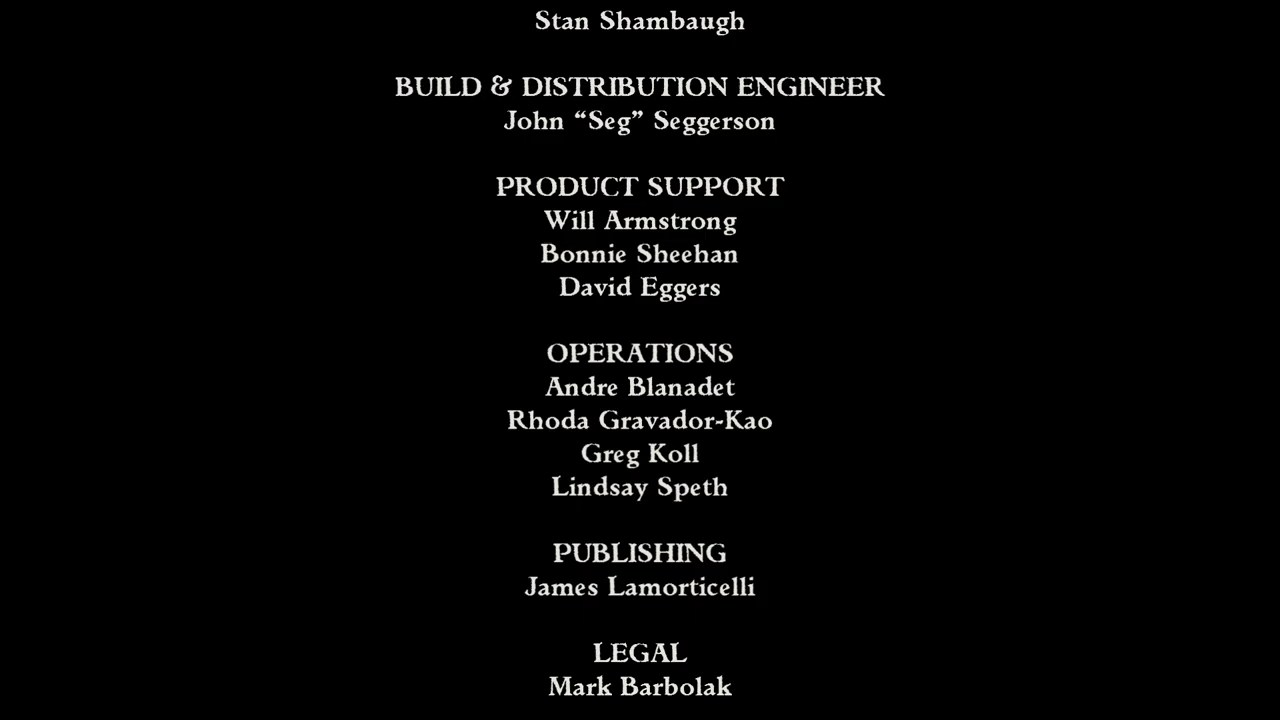 Stan Shambaugh
BUILD & DISTRIBUTION ENGINEER
John “Seg” Seggerson
PRODUCT SUPPORT
Will Armstrong
Bonnie Sheehan
David Eggers
OPERATIONS
Andre Blanadet
Rhoda Gravador-Kao
Greg Koll
Lindsay Speth
PUBLISHING
James Lamorticelli
LEGAL
Mark Barbolak